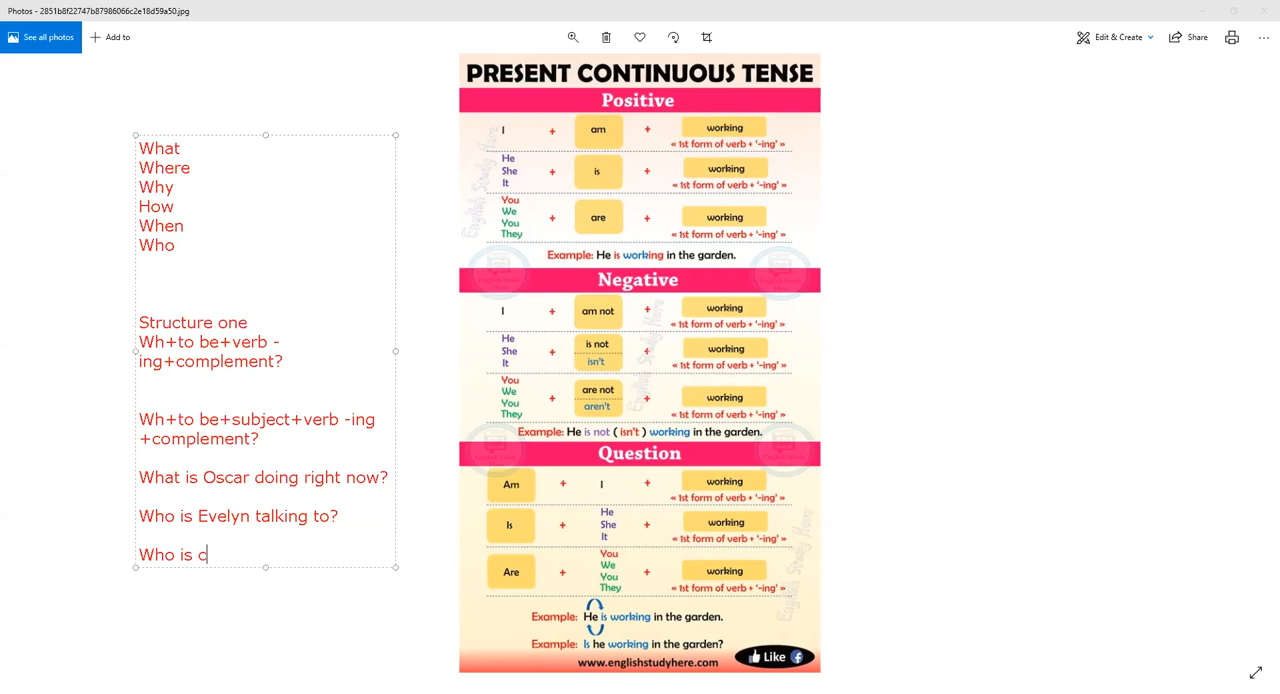 Photos - 2851b8f22747b87986066c2e18d59a50.jpg
See all photos
Add to
Edit & Create
Share
What
Where
Why
How
When
Who
Structure one
Wh+to be+verb -
ing+complement?
Wh+to be+subject+verb -ing
+complement?
What is Oscar doing right now?
Who is Evelyn talking to?
Who is c
PRESENT CONTINUOUS TENSE
Positive
I + am + working
« 1st form of verb + '-ing' »
He
She + is + working
It
« 1st form of verb + '-ing' »
You
We
You + are + working
They
« 1st form of verb + '-ing' »
Example: He is working in the garden.
Negative
I + am not + working
« 1st form of verb + '-ing' »
He
She + is not + working
It
isn't
« 1st form of verb + '-ing' »
You
We
You + are not + working
They
aren't
« 1st form of verb + '-ing' »
Example: He is not ( isn't ) working in the garden.
Question
Am + I + working
« 1st form of verb + '-ing' »
Is + He
She + working
It
« 1st form of verb + '-ing' »
Are + You
We
You + working
They
« 1st form of verb + '-ing' »
Example: He is working in the garden.
Example: Is he working in the garden?
www.englishstudyhere.com
Like
English Study Here
English Study Here
English Study Here